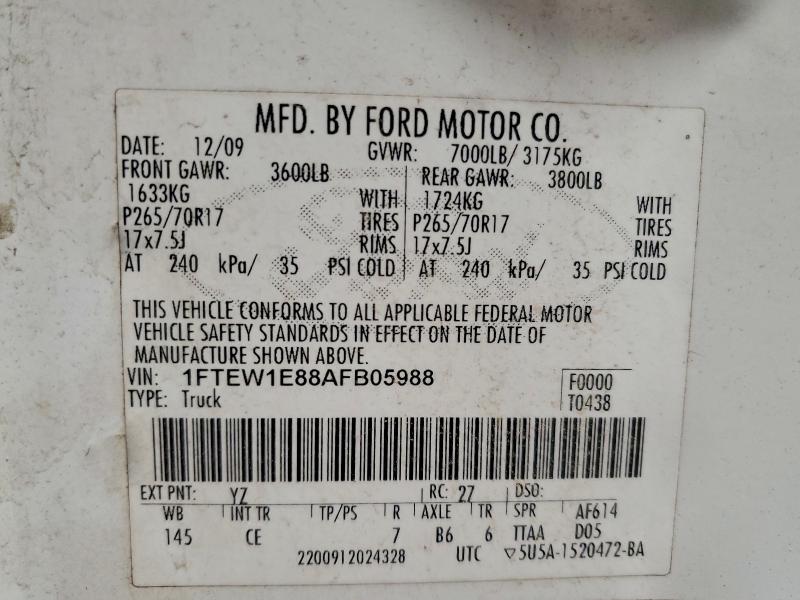 MFD. BY FORD MOTOR CO.
DATE: 12/09 GVWR: 7000LB/ 3175KG
FRONT GAWR: 3600LB REAR GAWR: 3800LB
1633KG WITH 1724KG WITH
P265/70R17 TIRES P265/70R17 TIRES
17x7.5J RIMS 17x7.5J RIMS
AT 240 kPa/ 35 PSI COLD AT 240 kPa/ 35 PSI COLD
THIS VEHICLE CONFORMS TO ALL APPLICABLE FEDERAL MOTOR
VEHICLE SAFETY STANDARDS IN EFFECT ON THE DATE OF
MANUFACTURE SHOWN ABOVE.
VIN: 1FTEW1E88AFB05988 F0000
TYPE: Truck T0438
EXT PNT: YZ RC: 27 DSO:
WB INT TR TP/PS R AXLE TR SPR AF614
145 CE 7 B6 6 TTAA D05
2200912024328 UTC ▽5U5A-1520472-BA